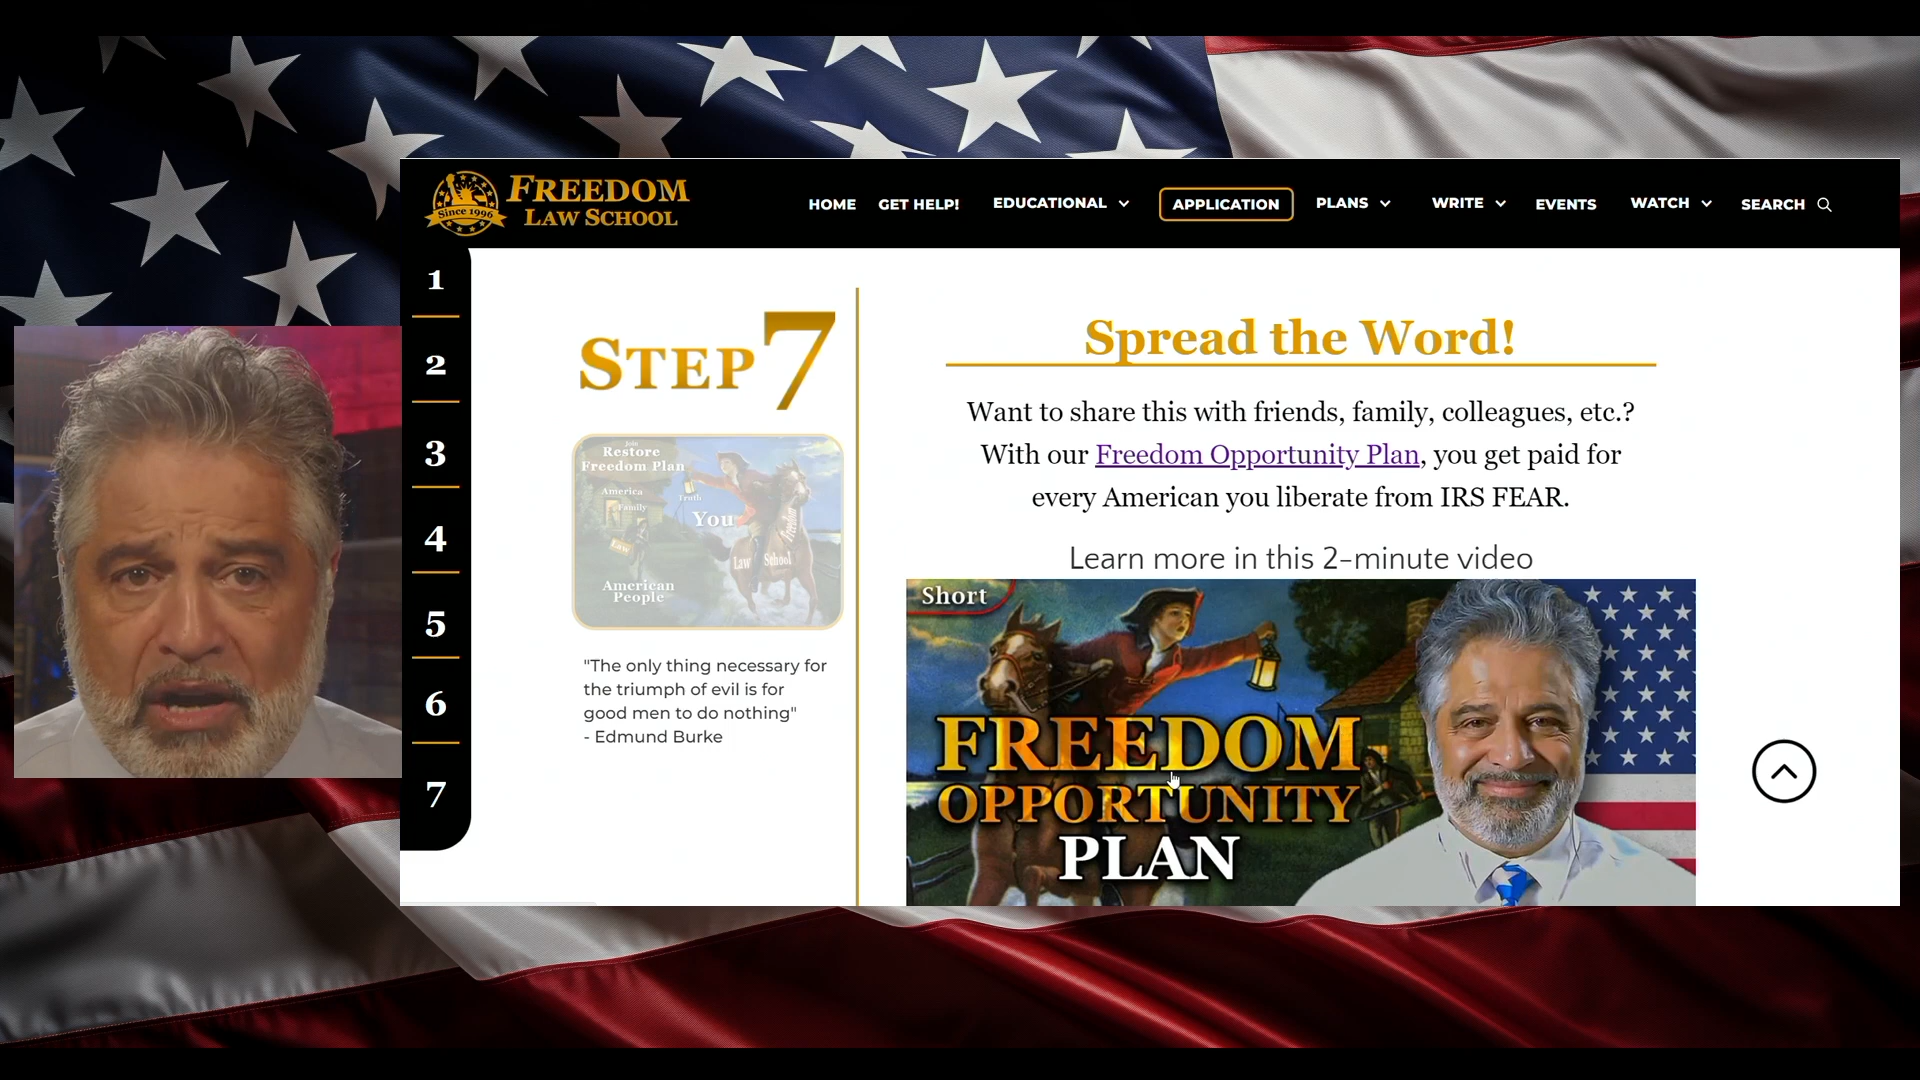 FREEDOM
LAW SCHOOL
Since 1996
HOME
GET HELP!
EDUCATIONAL
APPLICATION
PLANS
WRITE
EVENTS
WATCH
SEARCH
1
2
3
4
5
6
7
STEP 7
Join
Restore
Freedom Plan
America
Family
Truth
You
Freedom
Law
Law School
American
People
"The only thing necessary for
the triumph of evil is for
good men to do nothing"
- Edmund Burke
Spread the Word!
Want to share this with friends, family, colleagues, etc.?
With our Freedom Opportunity Plan, you get paid for
every American you liberate from IRS FEAR.
Learn more in this 2-minute video
Short
FREEDOM
OPPORTUNITY
PLAN